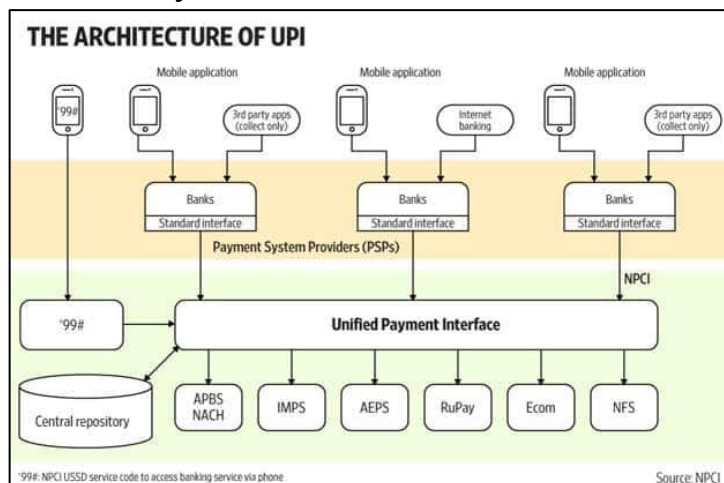 THE ARCHITECTURE OF UPI
Mobile application
Mobile application
Mobile application
'99#
3rd party apps
(collect only)
Internet
banking
3rd party apps
(collect only)
Banks
Standard interface
Banks
Standard interface
Banks
Standard interface
Payment System Providers (PSPs)
NPCI
'99#
Unified Payment Interface
Central repository
APBS
NACH
IMPS
AEPS
RuPay
Ecom
NFS
'99#: NPCI USSD service code to access banking service via phone
Source: NPCI